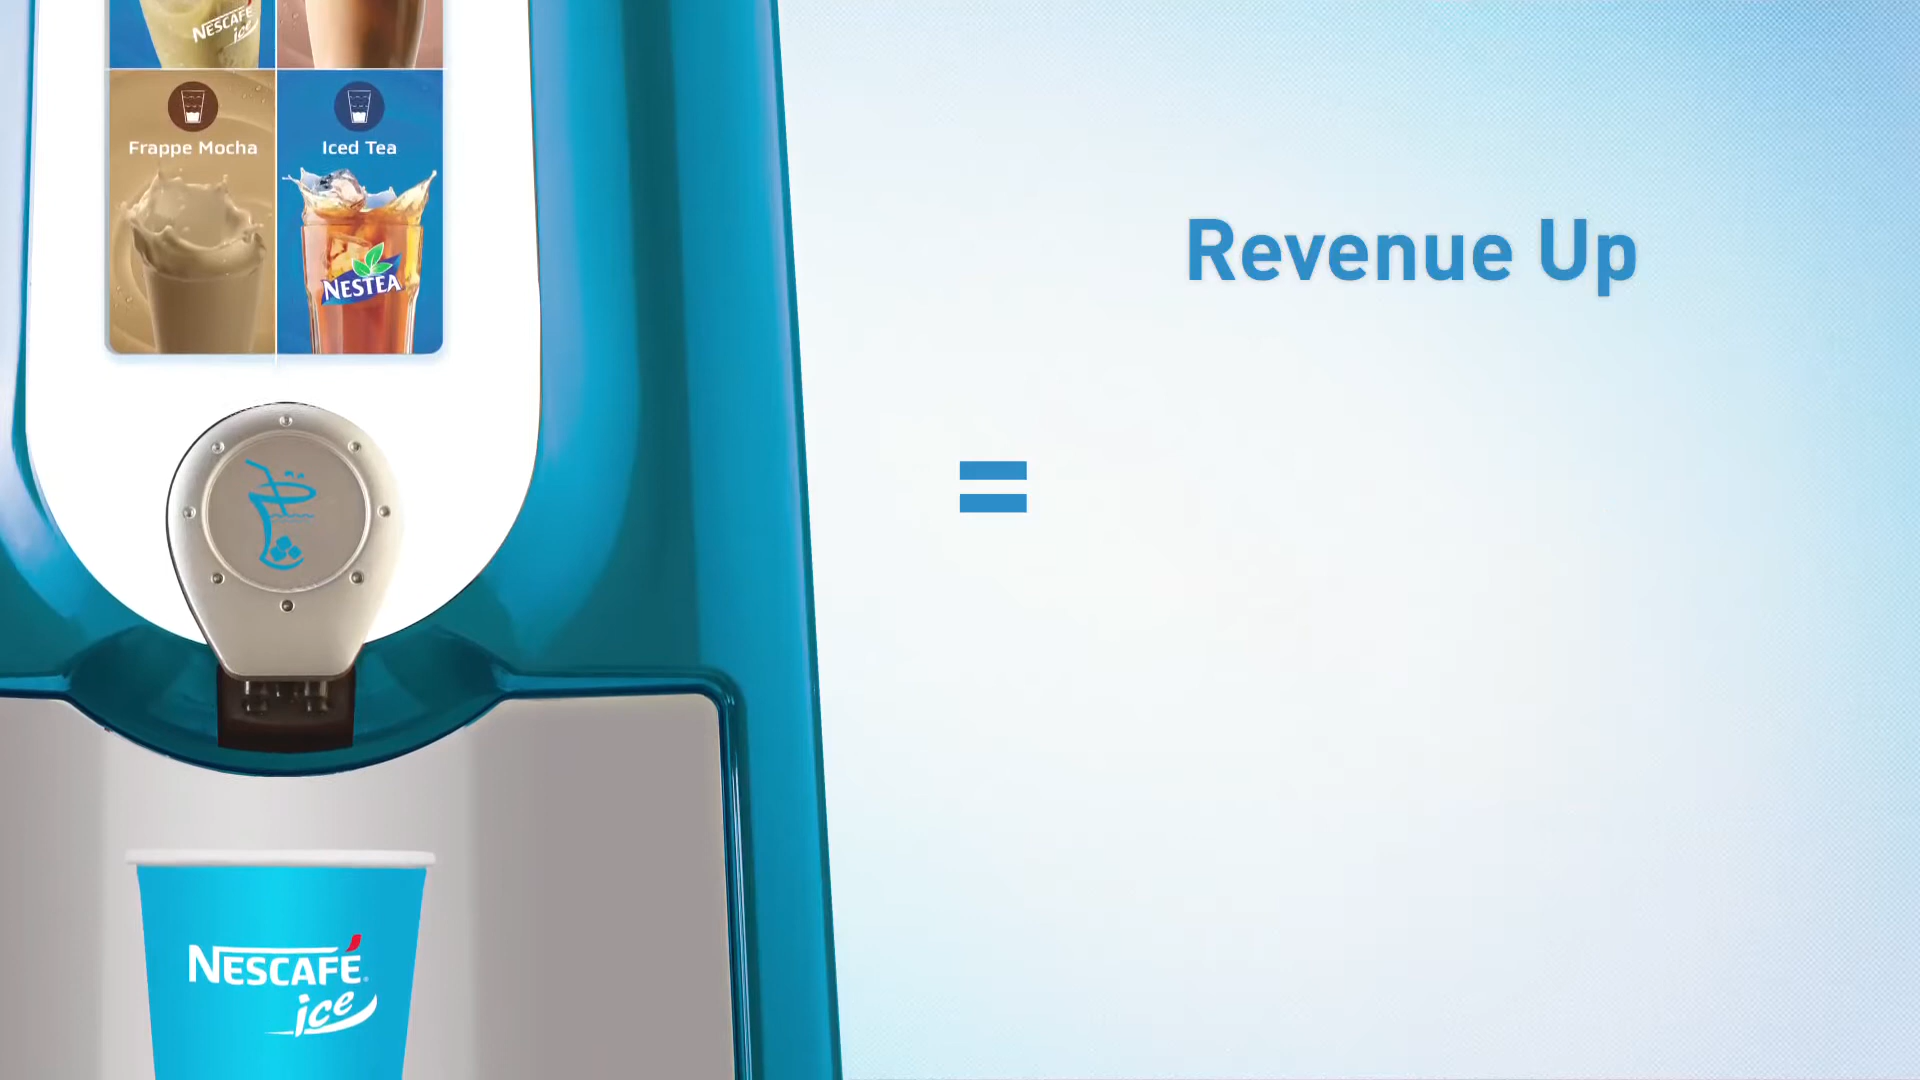 NESCAFÉ
ice
Frappe Mocha
Iced Tea
NESTEA
Revenue Up
=
NESCAFÉ
ice